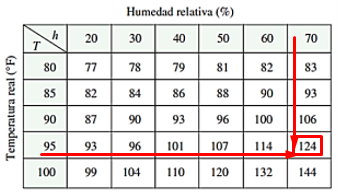 Humedad relativa (%)
T h 20 30 40 50 60 70
Temperatura real (°F)
80 77 78 79 81 82 83
85 82 84 86 88 90 93
90 87 90 93 96 100 106
95 93 96 101 107 114 124
100 99 104 110 120 132 144